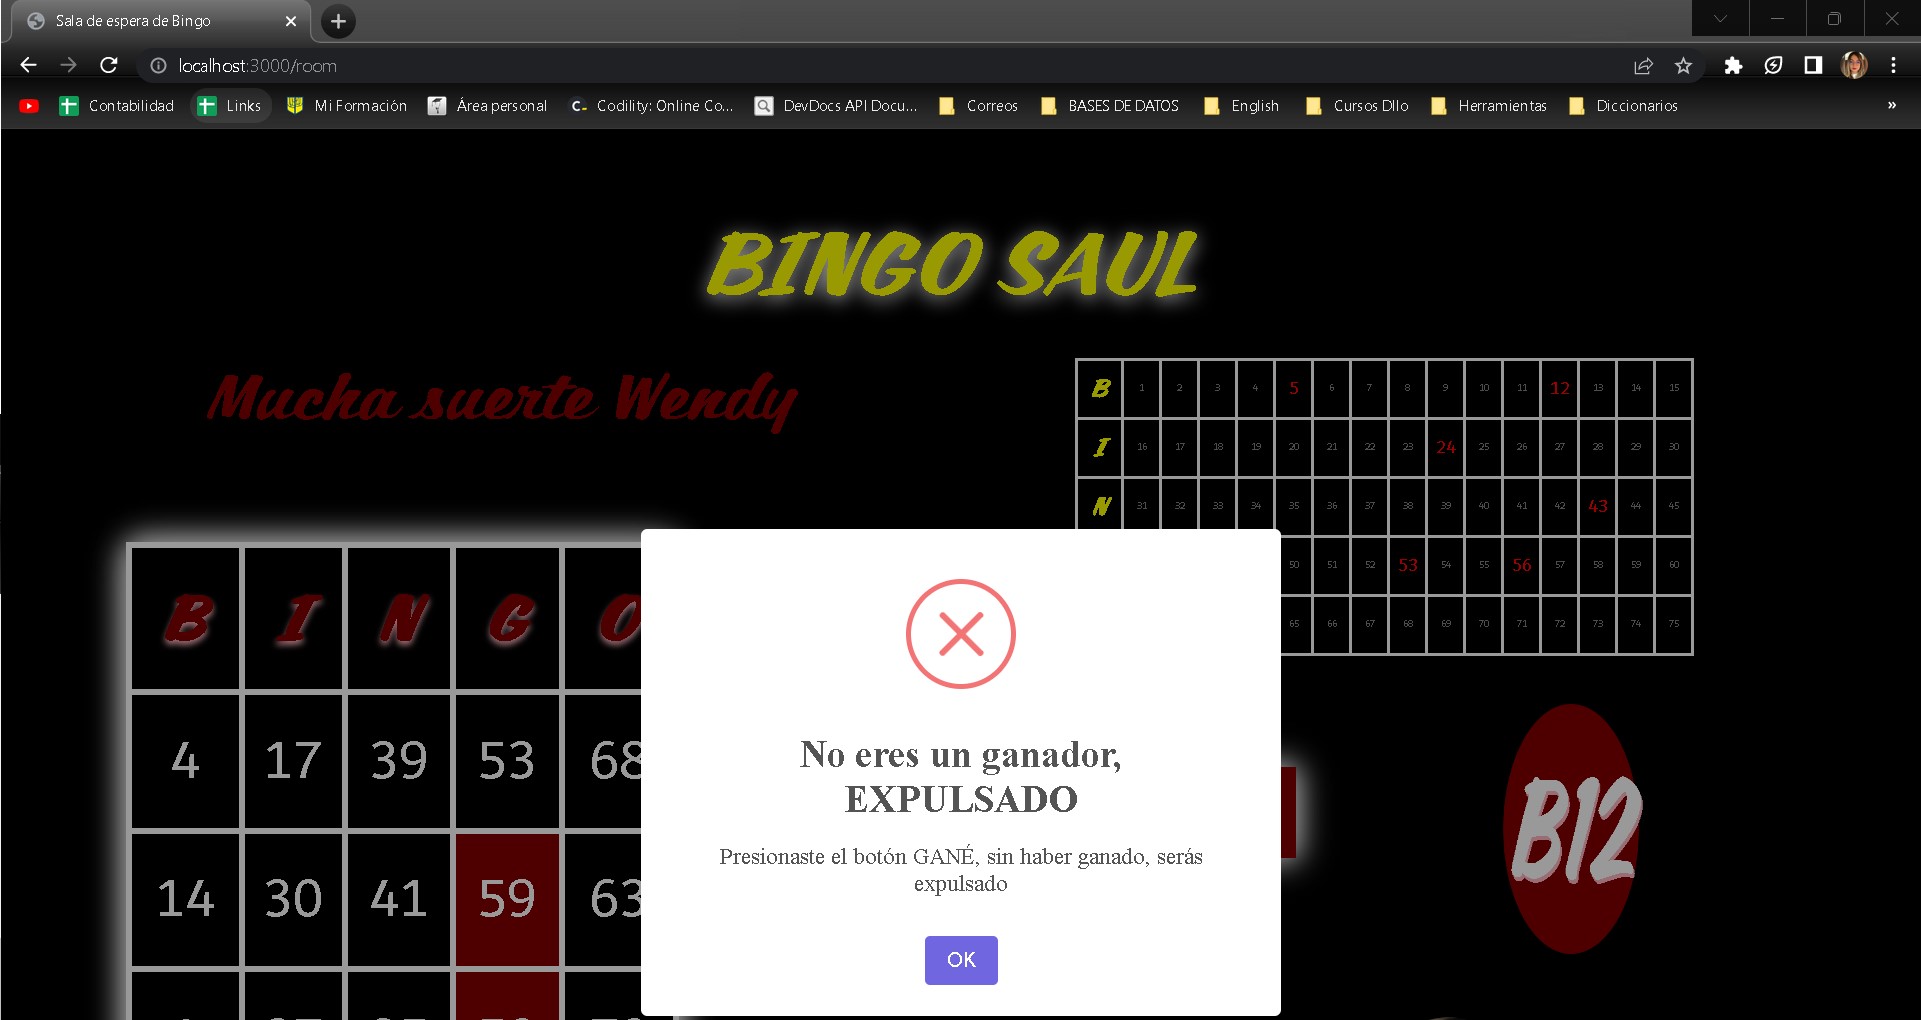 Sala de espera de Bingo
localhost:3000/room
Contabilidad Links Mi Formación Área personal Codility: Online Co... DevDocs API Docu... Correos BASES DE DATOS English Cursos Dllo Herramientas Diccionarios »
BINGO SAUL
Mucha suerte Wendy
B 1 2 3 4 5 6 7 8 9 10 11 12 13 14 15
I 16 17 18 19 20 21 22 23 24 25 26 27 28 29 30
N 31 32 33 34 35 36 37 38 39 40 41 42 43 44 45
50 51 52 53 54 55 56 57 58 59 60
65 66 67 68 69 70 71 72 73 74 75
B I N G O
4 17 39 53 68
14 30 41 59 63
No eres un ganador,
EXPULSADO
Presionaste el botón GANÉ, sin haber ganado, serás
expulsado
OK
B12